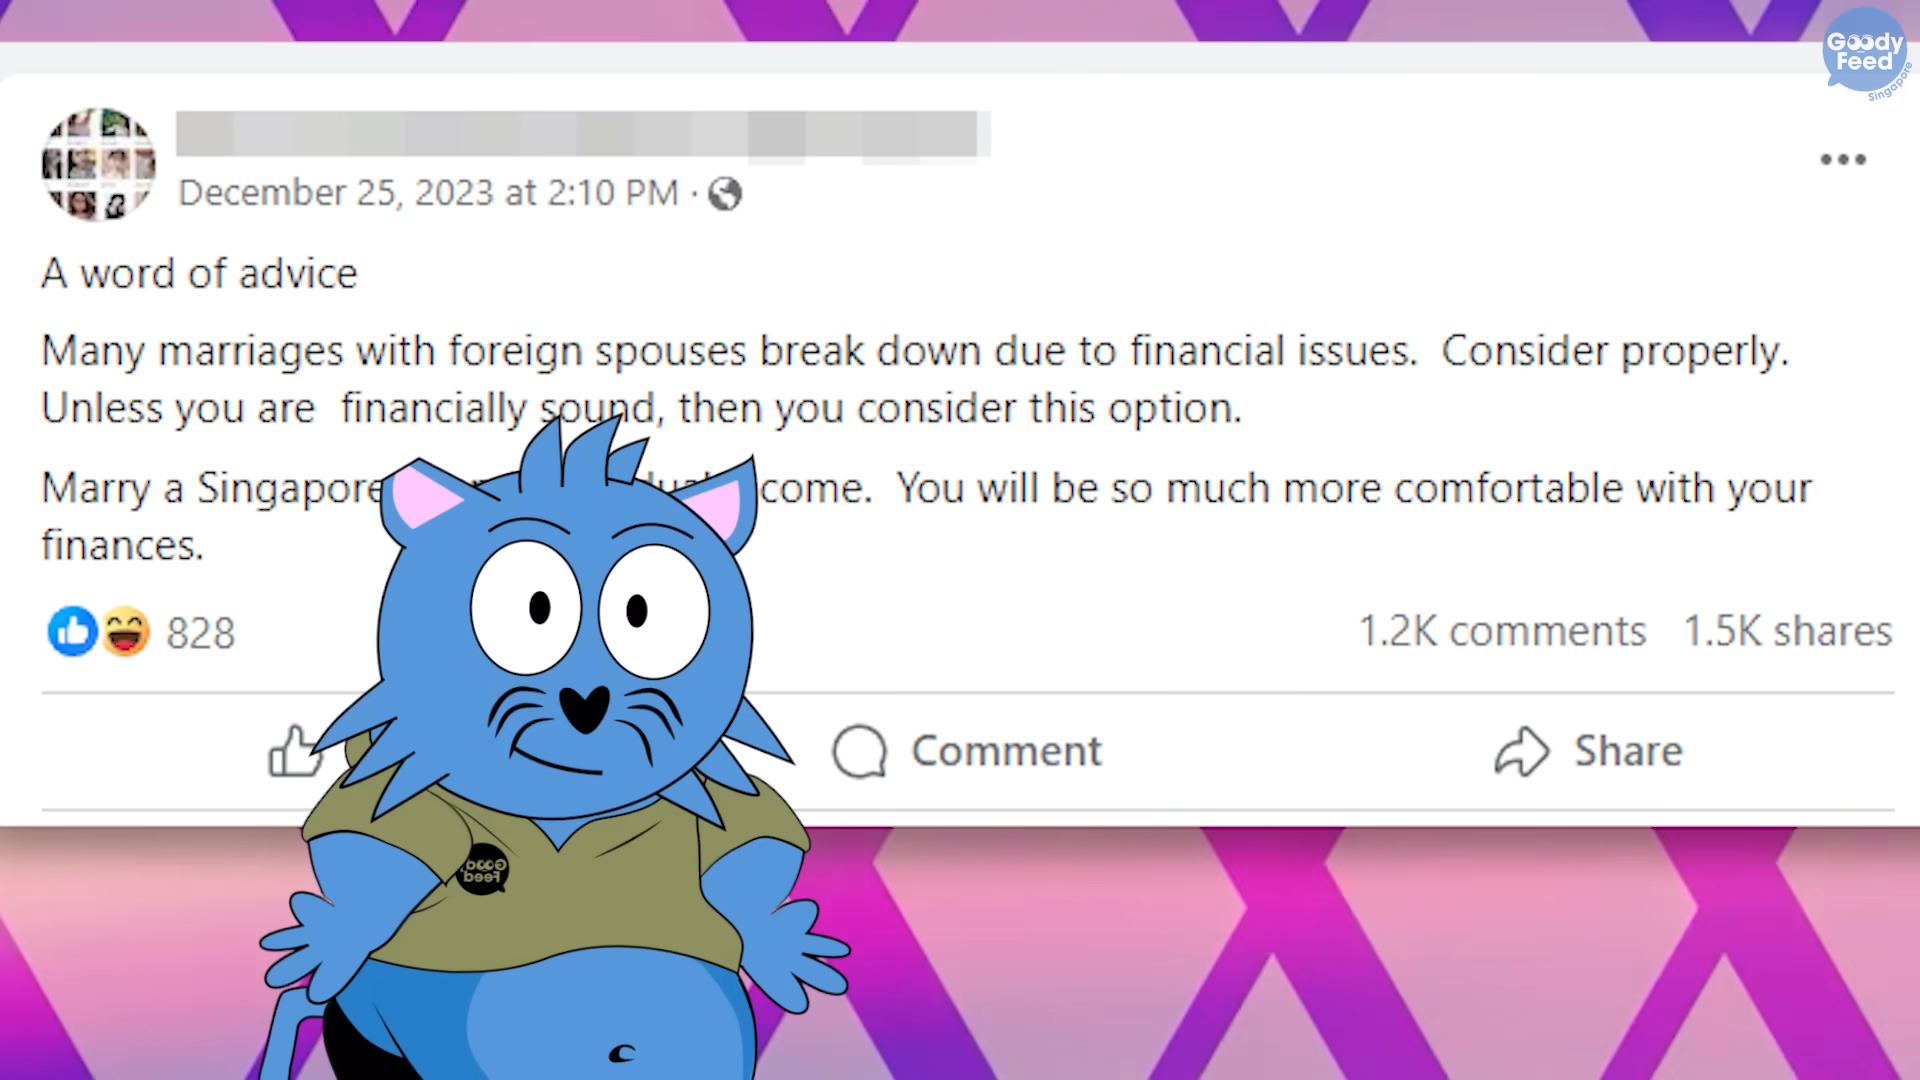 Goody
Feed
Singapore
December 25, 2023 at 2:10 PM ·
A word of advice
Many marriages with foreign spouses break down due to financial issues.  Consider properly.
Unless you are  financially sound, then you consider this option.
Marry a Singapore come.  You will be so much more comfortable with your
finances.
828
1.2K comments 1.5K shares
Comment
Share
Goody
Feed